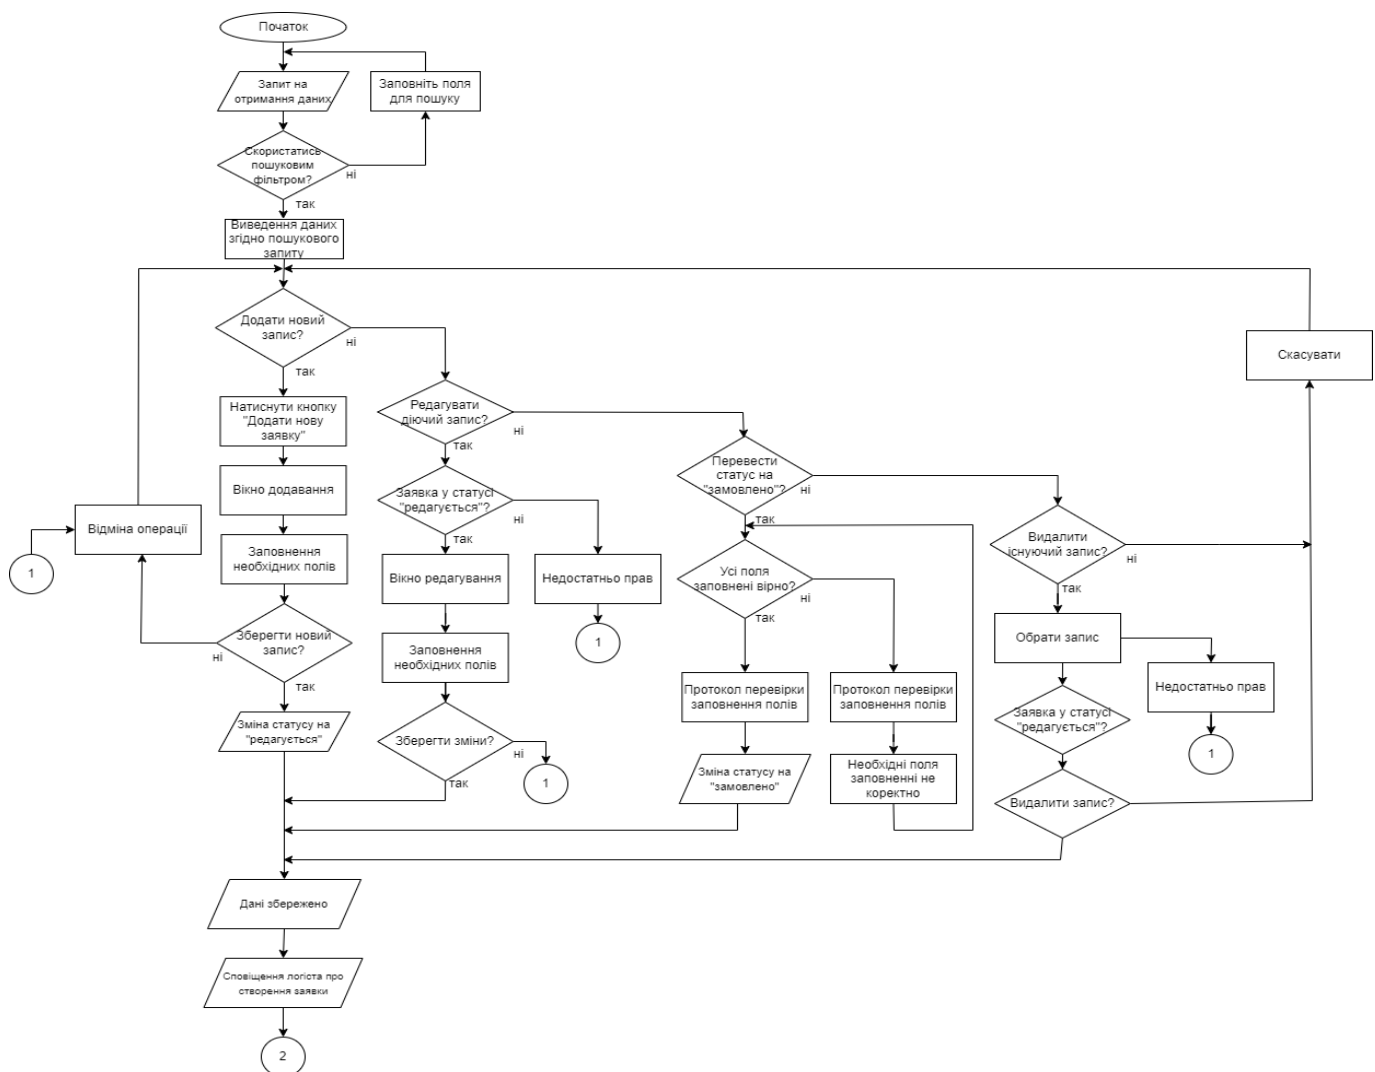 Початок
Запит на
отримання даних
Заповніть поля
для пошуку
Скористатись
пошуковим
фільтром?
ні
так
Виведення даних
згідно пошукового
запиту
Додати новий
запис?
ні
так
Скасувати
Натиснути кнопку
"Додати нову
заявку"
Редагувати
діючий запис?
ні
так
Перевести
статус на
"замовлено"?
ні
так
Вікно додавання
Заявка у статусі
"редагується"?
ні
так
Відміна операції
1
Видалити
існуючий запис?
ні
так
Заповнення
необхідних полів
Вікно редагування
Недостатньо прав
1
Усі поля
заповнені вірно?
ні
так
Зберегти новий
запис?
ні
так
Заповнення
необхідних полів
Обрати запис
Недостатньо прав
1
Протокол перевірки
заповнення полів
Протокол перевірки
заповнення полів
Заявка у статусі
"редагується"?
Зміна статусу на
"редагується"
Зберегти зміни?
ні
так
1
Зміна статусу на
"замовлено"
Необхідні поля
заповненні не
коректно
Видалити запис?
Дані збережено
Сповіщення логіста про
створення заявки
2